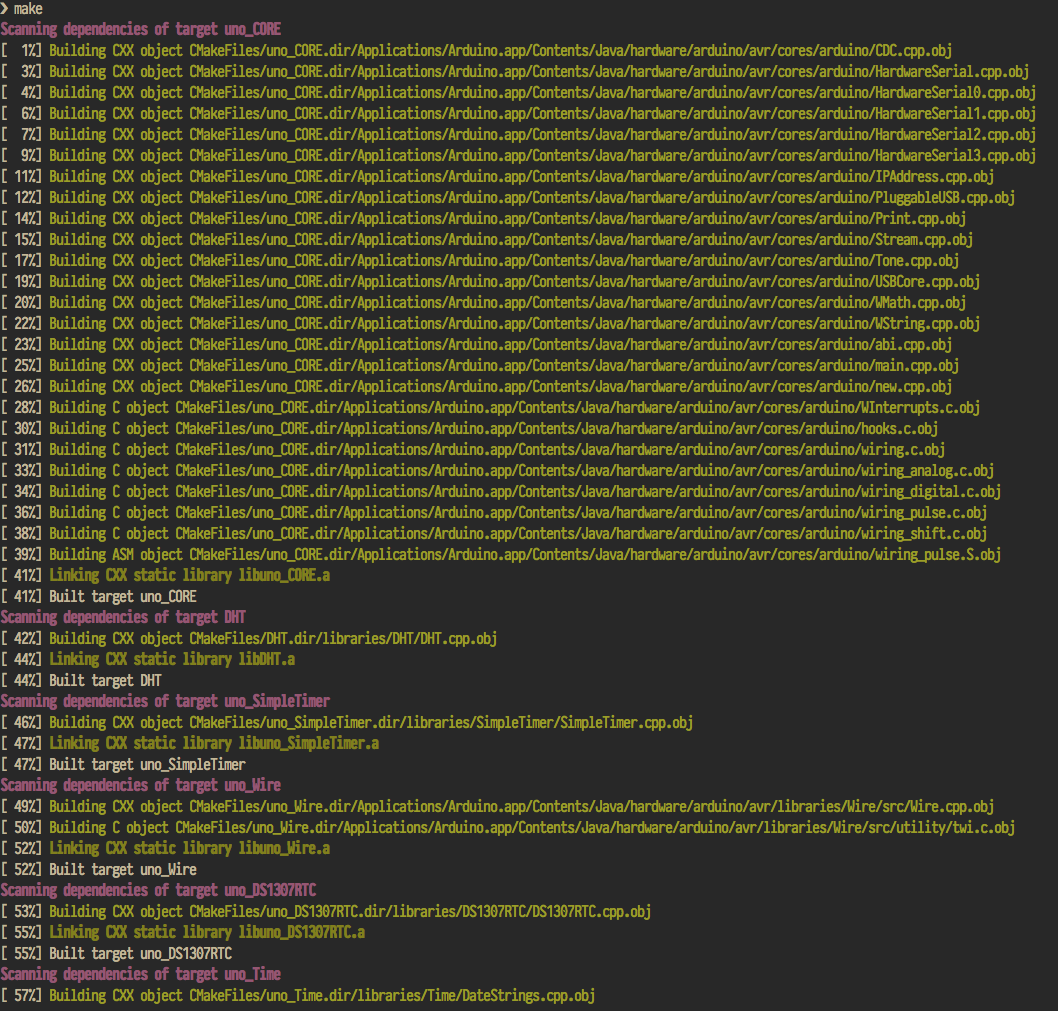 ❯ make
Scanning dependencies of target uno_CORE
[  1%] Building CXX object CMakeFiles/uno_CORE.dir/Applications/Arduino.app/Contents/Java/hardware/arduino/avr/cores/arduino/CDC.cpp.obj
[  3%] Building CXX object CMakeFiles/uno_CORE.dir/Applications/Arduino.app/Contents/Java/hardware/arduino/avr/cores/arduino/HardwareSerial.cpp.obj
[  4%] Building CXX object CMakeFiles/uno_CORE.dir/Applications/Arduino.app/Contents/Java/hardware/arduino/avr/cores/arduino/HardwareSerial0.cpp.obj
[  6%] Building CXX object CMakeFiles/uno_CORE.dir/Applications/Arduino.app/Contents/Java/hardware/arduino/avr/cores/arduino/HardwareSerial1.cpp.obj
[  7%] Building CXX object CMakeFiles/uno_CORE.dir/Applications/Arduino.app/Contents/Java/hardware/arduino/avr/cores/arduino/HardwareSerial2.cpp.obj
[  9%] Building CXX object CMakeFiles/uno_CORE.dir/Applications/Arduino.app/Contents/Java/hardware/arduino/avr/cores/arduino/HardwareSerial3.cpp.obj
[ 11%] Building CXX object CMakeFiles/uno_CORE.dir/Applications/Arduino.app/Contents/Java/hardware/arduino/avr/cores/arduino/IPAddress.cpp.obj
[ 12%] Building CXX object CMakeFiles/uno_CORE.dir/Applications/Arduino.app/Contents/Java/hardware/arduino/avr/cores/arduino/PluggableUSB.cpp.obj
[ 14%] Building CXX object CMakeFiles/uno_CORE.dir/Applications/Arduino.app/Contents/Java/hardware/arduino/avr/cores/arduino/Print.cpp.obj
[ 15%] Building CXX object CMakeFiles/uno_CORE.dir/Applications/Arduino.app/Contents/Java/hardware/arduino/avr/cores/arduino/Stream.cpp.obj
[ 17%] Building CXX object CMakeFiles/uno_CORE.dir/Applications/Arduino.app/Contents/Java/hardware/arduino/avr/cores/arduino/Tone.cpp.obj
[ 19%] Building CXX object CMakeFiles/uno_CORE.dir/Applications/Arduino.app/Contents/Java/hardware/arduino/avr/cores/arduino/USBCore.cpp.obj
[ 20%] Building CXX object CMakeFiles/uno_CORE.dir/Applications/Arduino.app/Contents/Java/hardware/arduino/avr/cores/arduino/WMath.cpp.obj
[ 22%] Building CXX object CMakeFiles/uno_CORE.dir/Applications/Arduino.app/Contents/Java/hardware/arduino/avr/cores/arduino/WString.cpp.obj
[ 23%] Building CXX object CMakeFiles/uno_CORE.dir/Applications/Arduino.app/Contents/Java/hardware/arduino/avr/cores/arduino/abi.cpp.obj
[ 25%] Building CXX object CMakeFiles/uno_CORE.dir/Applications/Arduino.app/Contents/Java/hardware/arduino/avr/cores/arduino/main.cpp.obj
[ 26%] Building CXX object CMakeFiles/uno_CORE.dir/Applications/Arduino.app/Contents/Java/hardware/arduino/avr/cores/arduino/new.cpp.obj
[ 28%] Building C object CMakeFiles/uno_CORE.dir/Applications/Arduino.app/Contents/Java/hardware/arduino/avr/cores/arduino/WInterrupts.c.obj
[ 30%] Building C object CMakeFiles/uno_CORE.dir/Applications/Arduino.app/Contents/Java/hardware/arduino/avr/cores/arduino/hooks.c.obj
[ 31%] Building C object CMakeFiles/uno_CORE.dir/Applications/Arduino.app/Contents/Java/hardware/arduino/avr/cores/arduino/wiring.c.obj
[ 33%] Building C object CMakeFiles/uno_CORE.dir/Applications/Arduino.app/Contents/Java/hardware/arduino/avr/cores/arduino/wiring_analog.c.obj
[ 34%] Building C object CMakeFiles/uno_CORE.dir/Applications/Arduino.app/Contents/Java/hardware/arduino/avr/cores/arduino/wiring_digital.c.obj
[ 36%] Building C object CMakeFiles/uno_CORE.dir/Applications/Arduino.app/Contents/Java/hardware/arduino/avr/cores/arduino/wiring_pulse.c.obj
[ 38%] Building C object CMakeFiles/uno_CORE.dir/Applications/Arduino.app/Contents/Java/hardware/arduino/avr/cores/arduino/wiring_shift.c.obj
[ 39%] Building ASM object CMakeFiles/uno_CORE.dir/Applications/Arduino.app/Contents/Java/hardware/arduino/avr/cores/arduino/wiring_pulse.S.obj
[ 41%] Linking CXX static library libuno_CORE.a
[ 41%] Built target uno_CORE
Scanning dependencies of target DHT
[ 42%] Building CXX object CMakeFiles/DHT.dir/libraries/DHT/DHT.cpp.obj
[ 44%] Linking CXX static library libDHT.a
[ 44%] Built target DHT
Scanning dependencies of target uno_SimpleTimer
[ 46%] Building CXX object CMakeFiles/uno_SimpleTimer.dir/libraries/SimpleTimer/SimpleTimer.cpp.obj
[ 47%] Linking CXX static library libuno_SimpleTimer.a
[ 47%] Built target uno_SimpleTimer
Scanning dependencies of target uno_Wire
[ 49%] Building CXX object CMakeFiles/uno_Wire.dir/Applications/Arduino.app/Contents/Java/hardware/arduino/avr/libraries/Wire/src/Wire.cpp.obj
[ 50%] Building C object CMakeFiles/uno_Wire.dir/Applications/Arduino.app/Contents/Java/hardware/arduino/avr/libraries/Wire/src/utility/twi.c.obj
[ 52%] Linking CXX static library libuno_Wire.a
[ 52%] Built target uno_Wire
Scanning dependencies of target uno_DS1307RTC
[ 53%] Building CXX object CMakeFiles/uno_DS1307RTC.dir/libraries/DS1307RTC/DS1307RTC.cpp.obj
[ 55%] Linking CXX static library libuno_DS1307RTC.a
[ 55%] Built target uno_DS1307RTC
Scanning dependencies of target uno_Time
[ 57%] Building CXX object CMakeFiles/uno_Time.dir/libraries/Time/DateStrings.cpp.obj